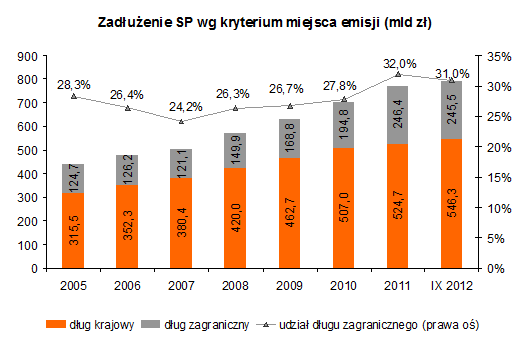 Zadłużenie SP wg kryterium miejsca emisji (mld zł)
900 35%
800 30%
700 25%
600 20%
500 15%
400 10%
300 5%
200 0%
100
0
28,3% 26,4% 24,2% 26,3% 26,7% 27,8% 32,0% 31,0%
124,7 126,2 121,1 149,9 168,8 194,8 246,4 245,5
315,5 352,3 380,4 420,0 462,7 507,0 524,7 546,3
2005 2006 2007 2008 2009 2010 2011 IX 2012
dług krajowy dług zagraniczny udział długu zagranicznego (prawa oś)